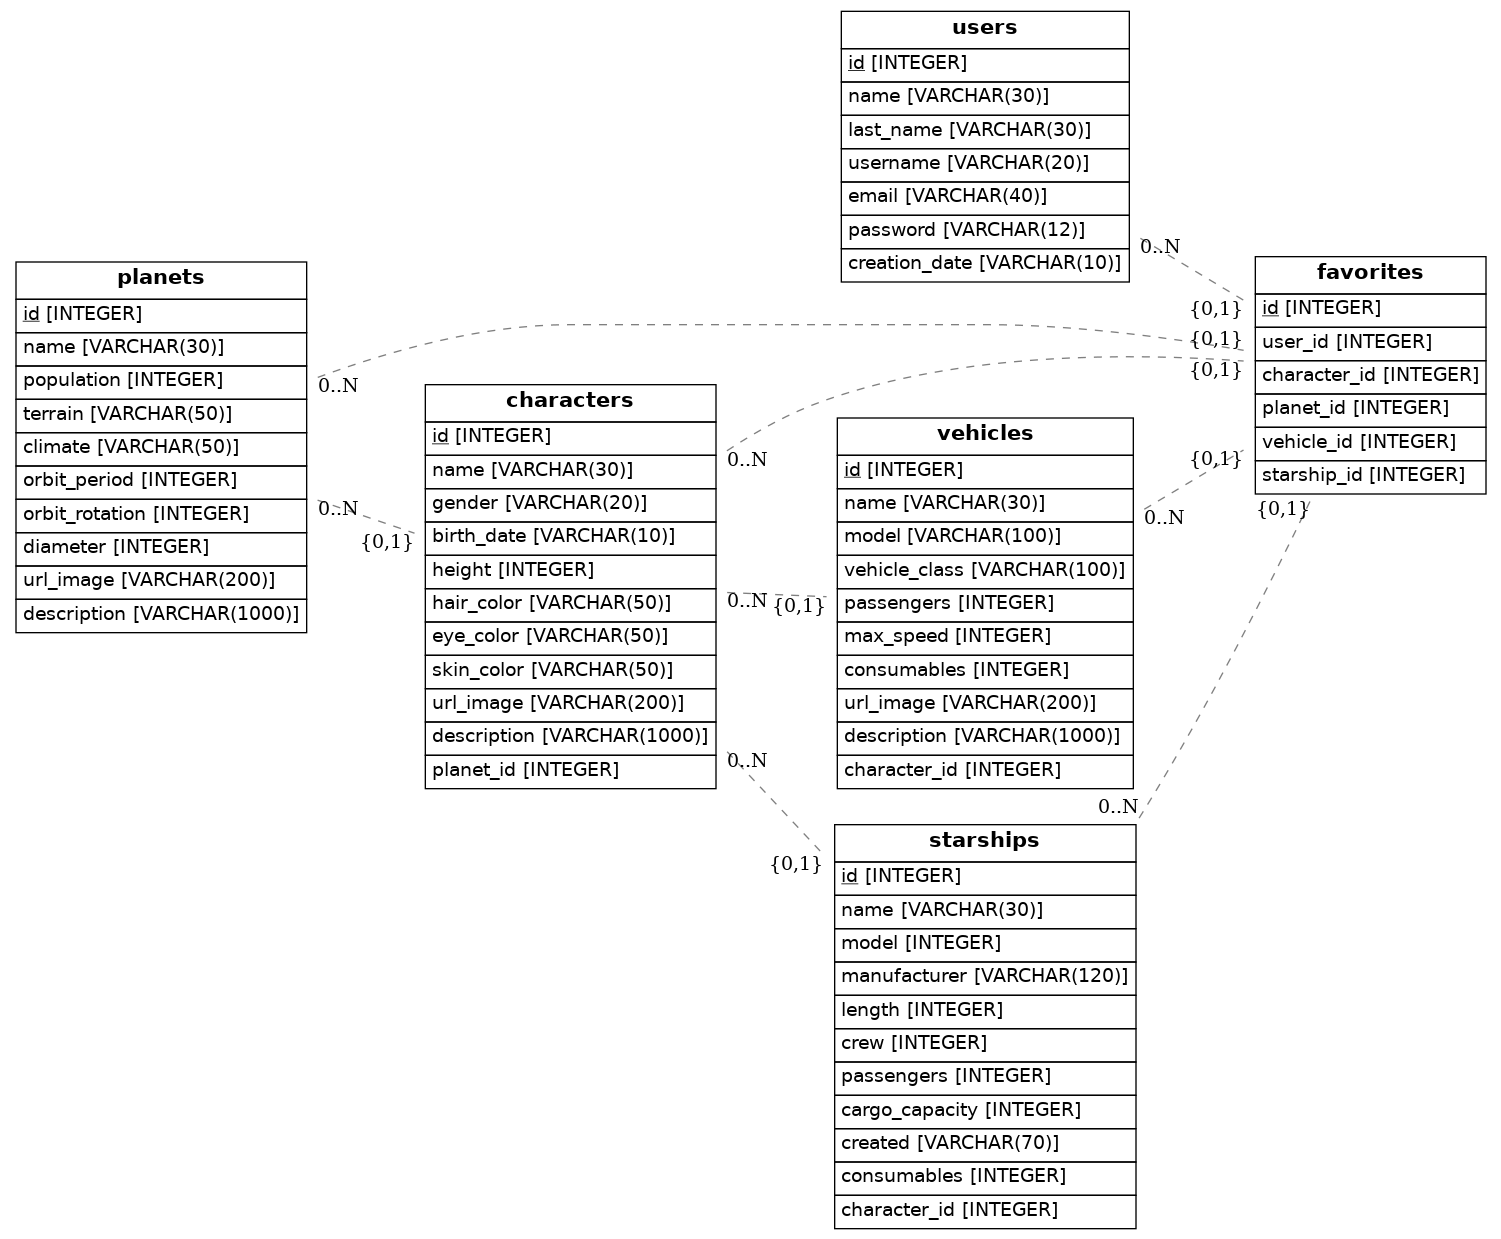 users
id [INTEGER]
name [VARCHAR(30)]
last_name [VARCHAR(30)]
username [VARCHAR(20)]
email [VARCHAR(40)]
password [VARCHAR(12)]
creation_date [VARCHAR(10)]
0..N
{0,1}
planets
id [INTEGER]
name [VARCHAR(30)]
population [INTEGER]
terrain [VARCHAR(50)]
climate [VARCHAR(50)]
orbit_period [INTEGER]
orbit_rotation [INTEGER]
diameter [INTEGER]
url_image [VARCHAR(200)]
description [VARCHAR(1000)]
0..N
{0,1}
0..N
{0,1}
characters
id [INTEGER]
name [VARCHAR(30)]
gender [VARCHAR(20)]
birth_date [VARCHAR(10)]
height [INTEGER]
hair_color [VARCHAR(50)]
eye_color [VARCHAR(50)]
skin_color [VARCHAR(50)]
url_image [VARCHAR(200)]
description [VARCHAR(1000)]
planet_id [INTEGER]
0..N
{0,1}
0..N
{0,1}
0..N
{0,1}
vehicles
id [INTEGER]
name [VARCHAR(30)]
model [VARCHAR(100)]
vehicle_class [VARCHAR(100)]
passengers [INTEGER]
max_speed [INTEGER]
consumables [INTEGER]
url_image [VARCHAR(200)]
description [VARCHAR(1000)]
character_id [INTEGER]
0..N
{0,1}
favorites
id [INTEGER]
user_id [INTEGER]
character_id [INTEGER]
planet_id [INTEGER]
vehicle_id [INTEGER]
starship_id [INTEGER]
{0,1}
0..N
starships
id [INTEGER]
name [VARCHAR(30)]
model [INTEGER]
manufacturer [VARCHAR(120)]
length [INTEGER]
crew [INTEGER]
passengers [INTEGER]
cargo_capacity [INTEGER]
created [VARCHAR(70)]
consumables [INTEGER]
character_id [INTEGER]